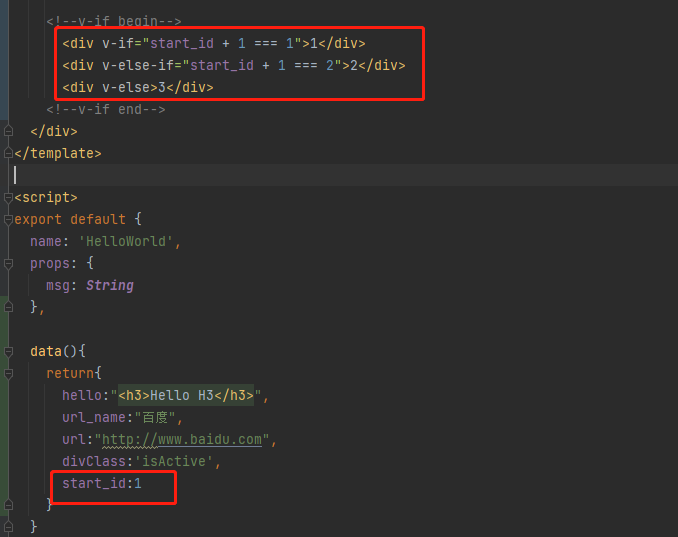 <!--v-if begin-->
<div v-if="start_id + 1 === 1">1</div>
<div v-else-if="start_id + 1 === 2">2</div>
<div v-else>3</div>
<!--v-if end-->
</div>
</template>
<script>
export default {
name: 'HelloWorld',
props: {
msg: String
},
data(){
return{
hello:"<h3>Hello H3</h3>",
url_name:"百度",
url:"http://www.baidu.com",
divClass:'isActive',
start_id:1
}
}